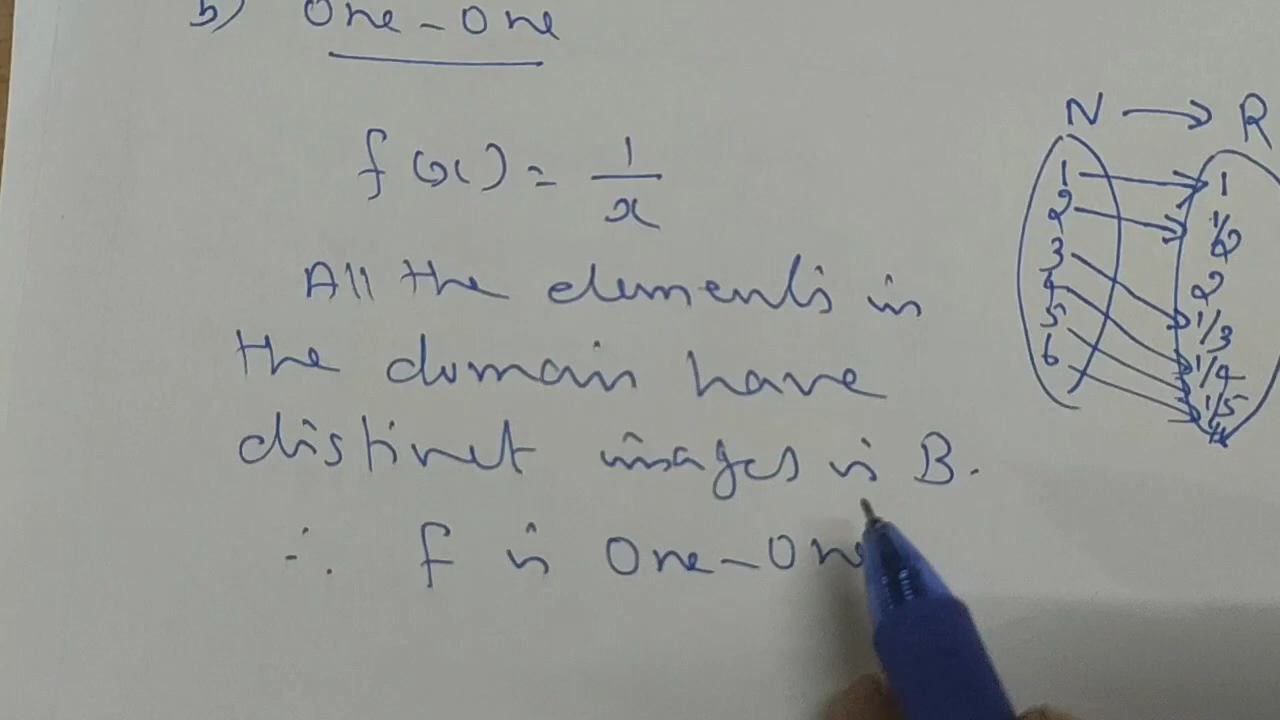 b) One-One
f(x) = 1/x
All the elements in
the domain have
distinct images in B.
∴ f is One-One
N → R
1 1
2 1/2
3 2
4 1/3
5 1/4
6 1/5